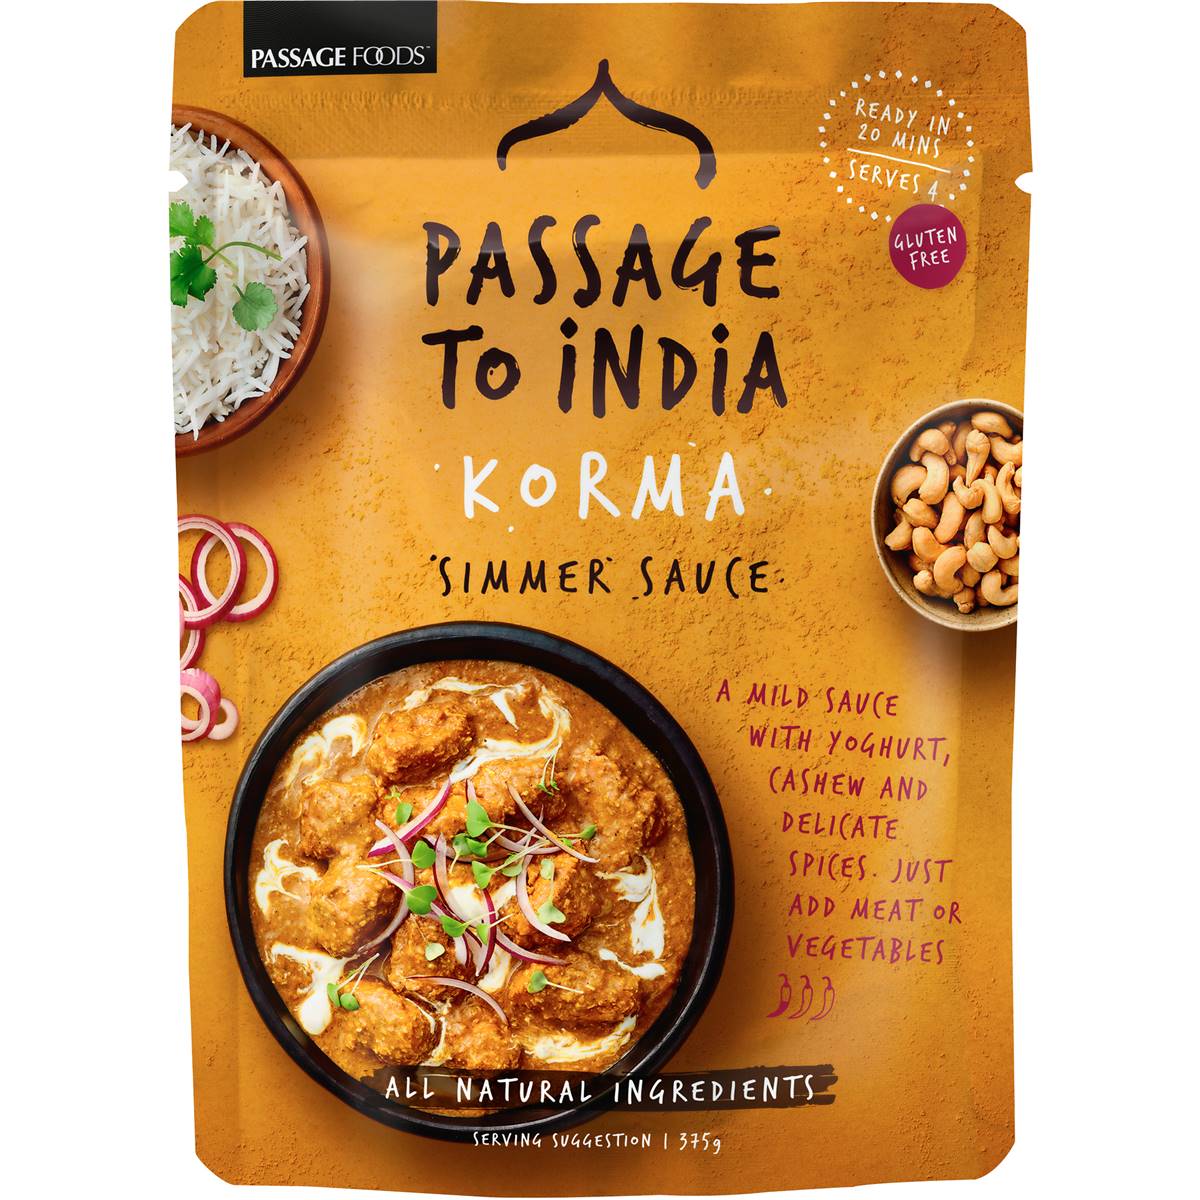 PASSAGE FOODS™
READY IN
20 MINS
SERVES 4
GLUTEN
FREE
PASSAGE
TO INDIA
KORMA
SIMMER SAUCE
A MILD SAUCE
WITH YOGHURT,
CASHEW AND
DELICATE
SPICES. JUST
ADD MEAT OR
VEGETABLES
ALL NATURAL INGREDIENTS
SERVING SUGGESTION | 375g